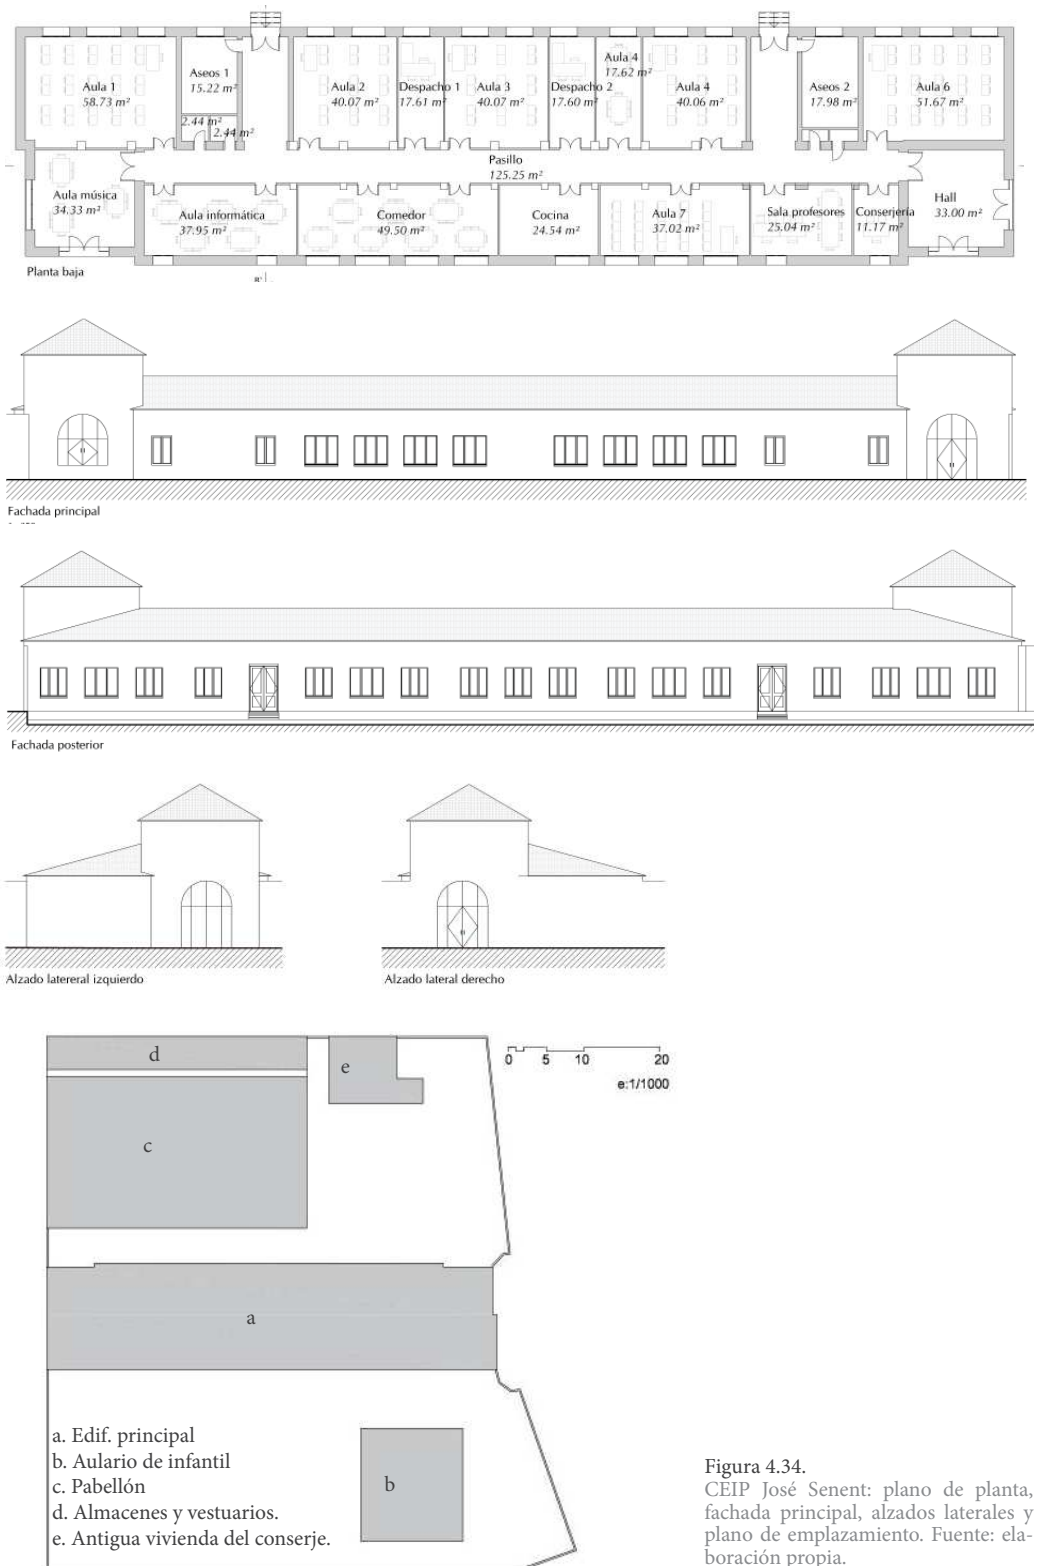 Aula 1
58.73 m²
Aseos 1
15.22 m²
2.44 m²
2.44 m²
Aula 2
40.07 m²
Despacho 1
17.61 m²
Aula 3
40.07 m²
Despacho 2
17.60 m²
Aula 4
17.62 m²
Aula 4
40.06 m²
Aseos 2
17.98 m²
Aula 6
51.67 m²
Pasillo
125.25 m²
Aula música
34.33 m²
Aula informática
37.95 m²
Comedor
49.50 m²
Cocina
24.54 m²
Aula 7
37.02 m²
Sala profesores
25.04 m²
Conserjería
11.17 m²
Hall
33.00 m²
Planta baja
Fachada principal
Fachada posterior
Alzado latereral izquierdo
Alzado lateral derecho
d
e
0 5 10 20
e:1/1000
c
a
a. Edif. principal
b. Aulario de infantil
c. Pabellón
d. Almacenes y vestuarios.
e. Antigua vivienda del conserje.
b
Figura 4.34.
CEIP José Senent: plano de planta,
fachada principal, alzados laterales y
plano de emplazamiento. Fuente: ela-
boración propia.